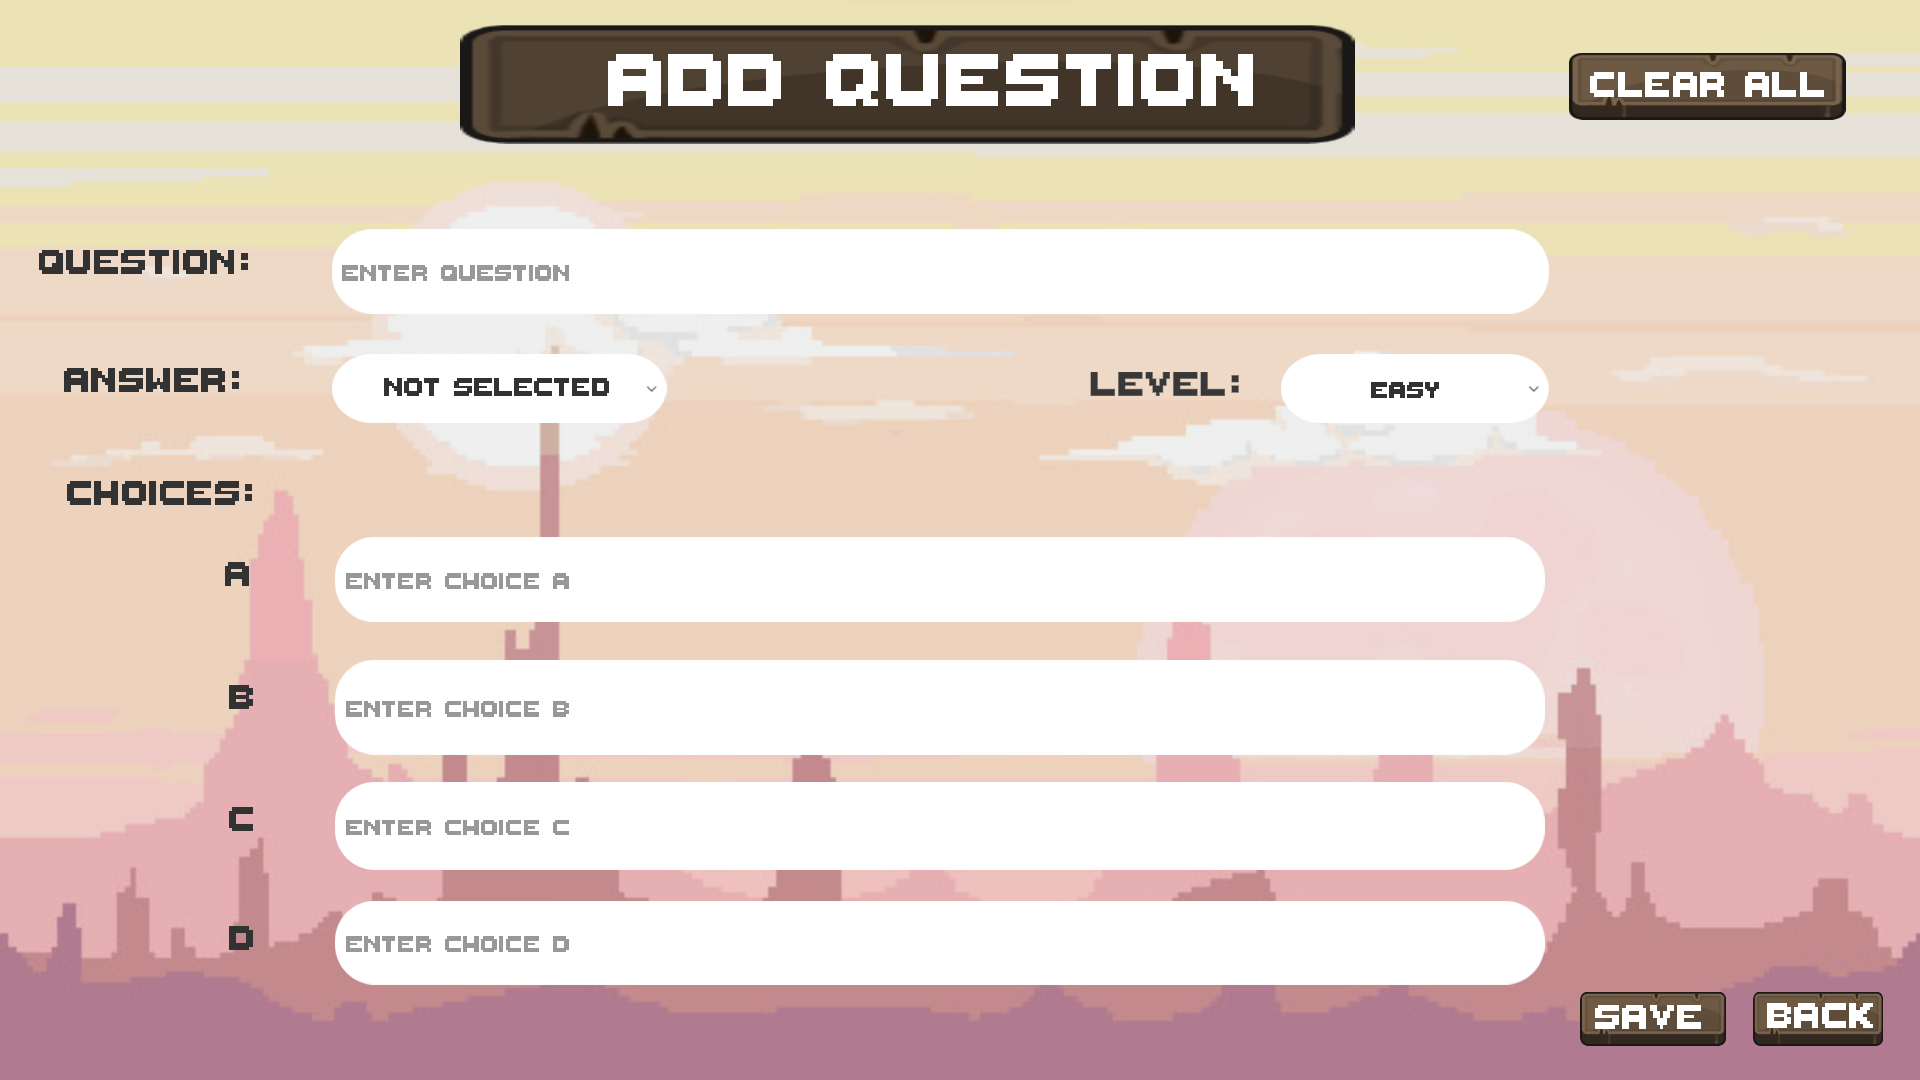 ADD QUESTION
CLEAR ALL
QUESTION:
ENTER QUESTION
ANSWER:
NOT SELECTED
LEVEL:
EASY
CHOICES:
A
ENTER CHOICE A
B
ENTER CHOICE B
C
ENTER CHOICE C
D
ENTER CHOICE D
SAVE
BACK